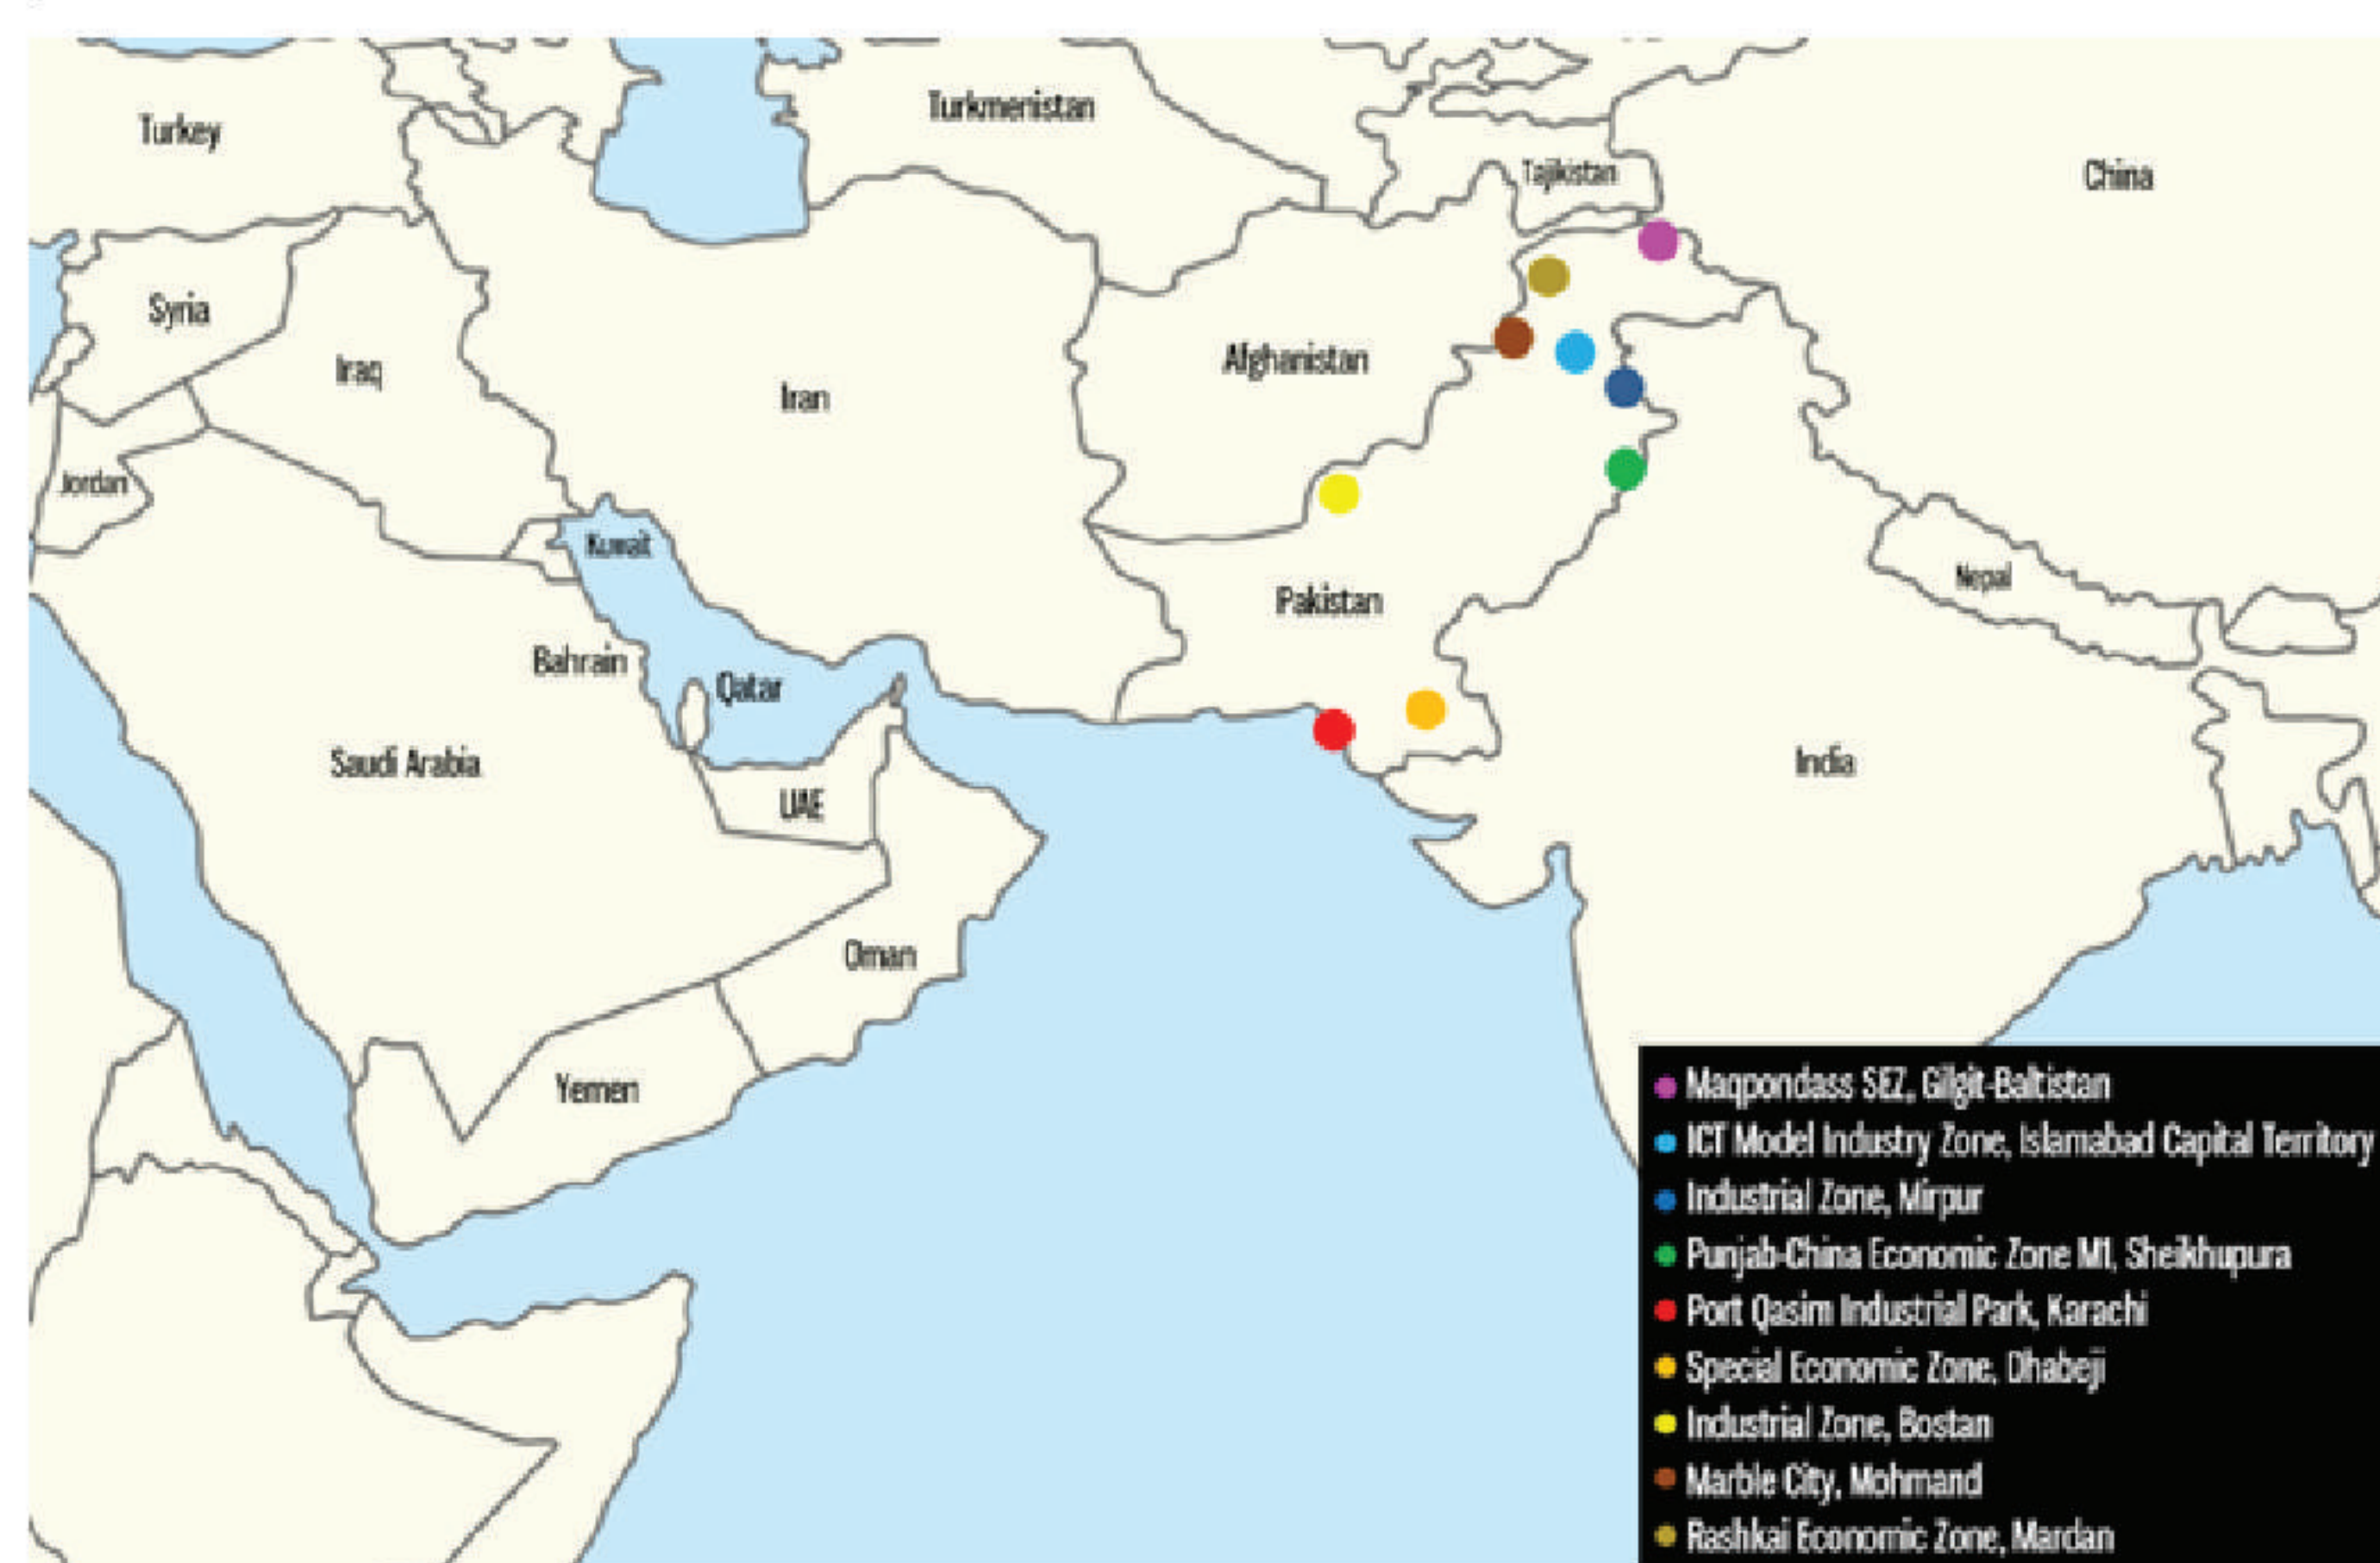 Turkey
Turkmenistan
Tajikistan
China
Syria
Iraq
Iran
Afghanistan
Jordan
Kuwait
Pakistan
Nepal
Bahrain
Qatar
Saudi Arabia
UAE
India
Oman
Yemen
Maqpondass SEZ, Gilgit-Baltistan
ICT Model Industry Zone, Islamabad Capital Territory
Industrial Zone, Mirpur
Punjab-China Economic Zone M1, Sheikhupura
Port Qasim Industrial Park, Karachi
Special Economic Zone, Dhabeji
Industrial Zone, Bostan
Marble City, Mohmand
Rashkai Economic Zone, Mardan